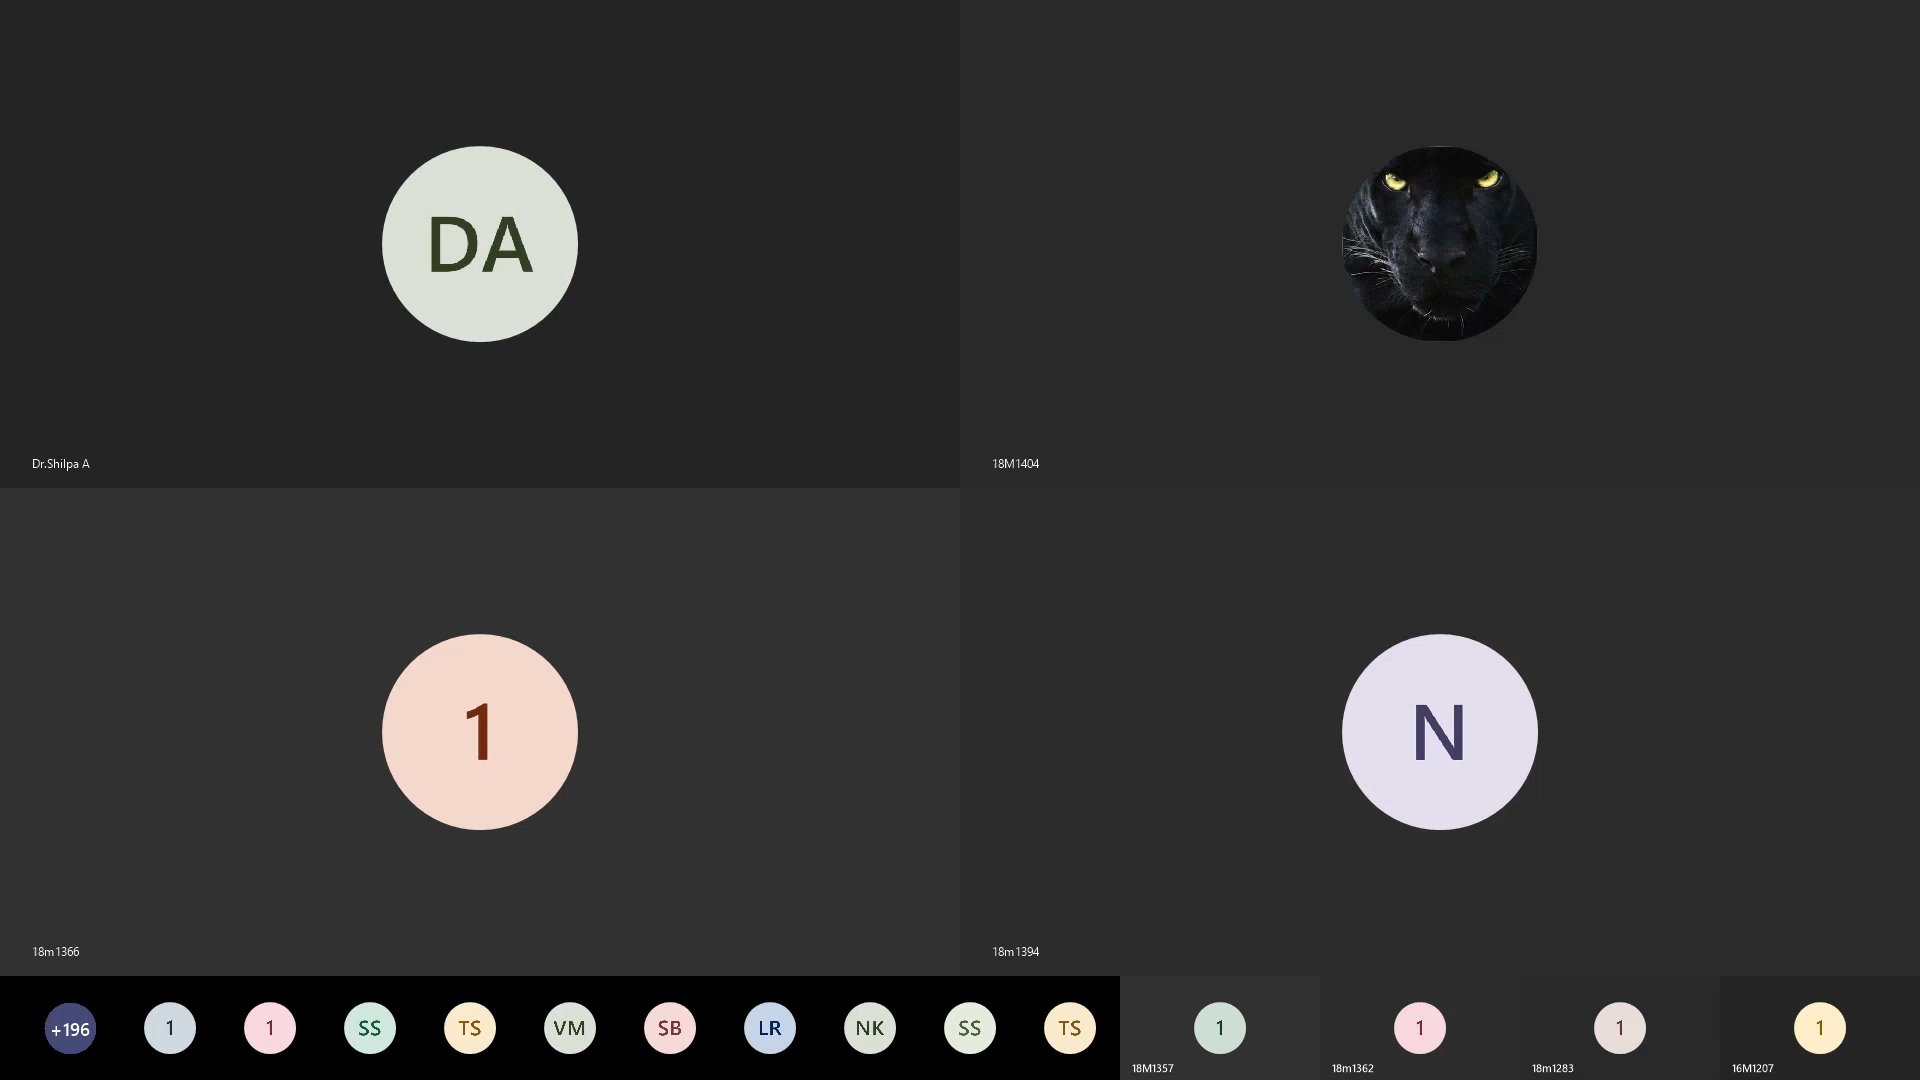 DA
Dr.Shilpa A
18M1404
1
18m1366
N
18m1394
+196
1
1
SS
TS
VM
SB
LR
NK
SS
TS
1
18M1357
1
18m1362
1
18m1283
1
16M1207